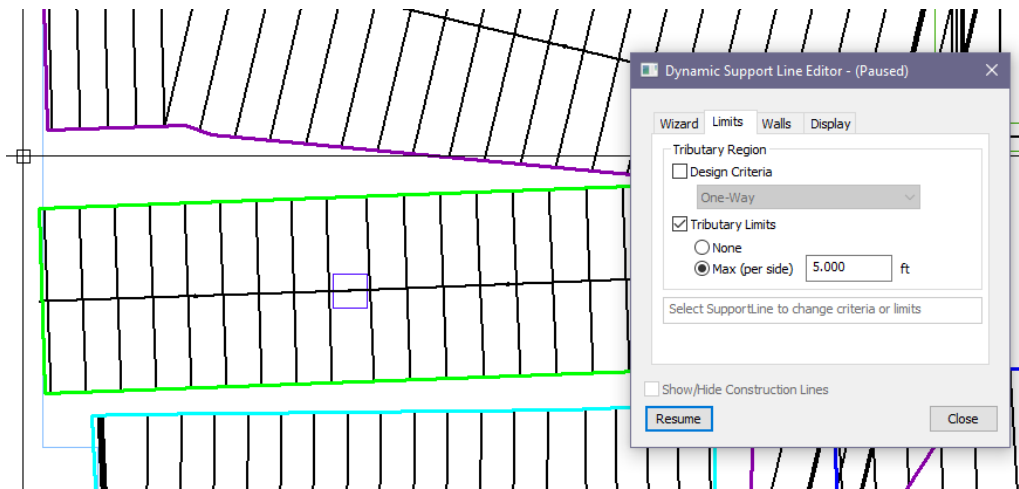 Dynamic Support Line Editor - (Paused)
Wizard Limits Walls Display
Tributary Region
Design Criteria
One-Way
Tributary Limits
None
Max (per side) 5.000 ft
Select SupportLine to change criteria or limits
Show/Hide Construction Lines
Resume Close